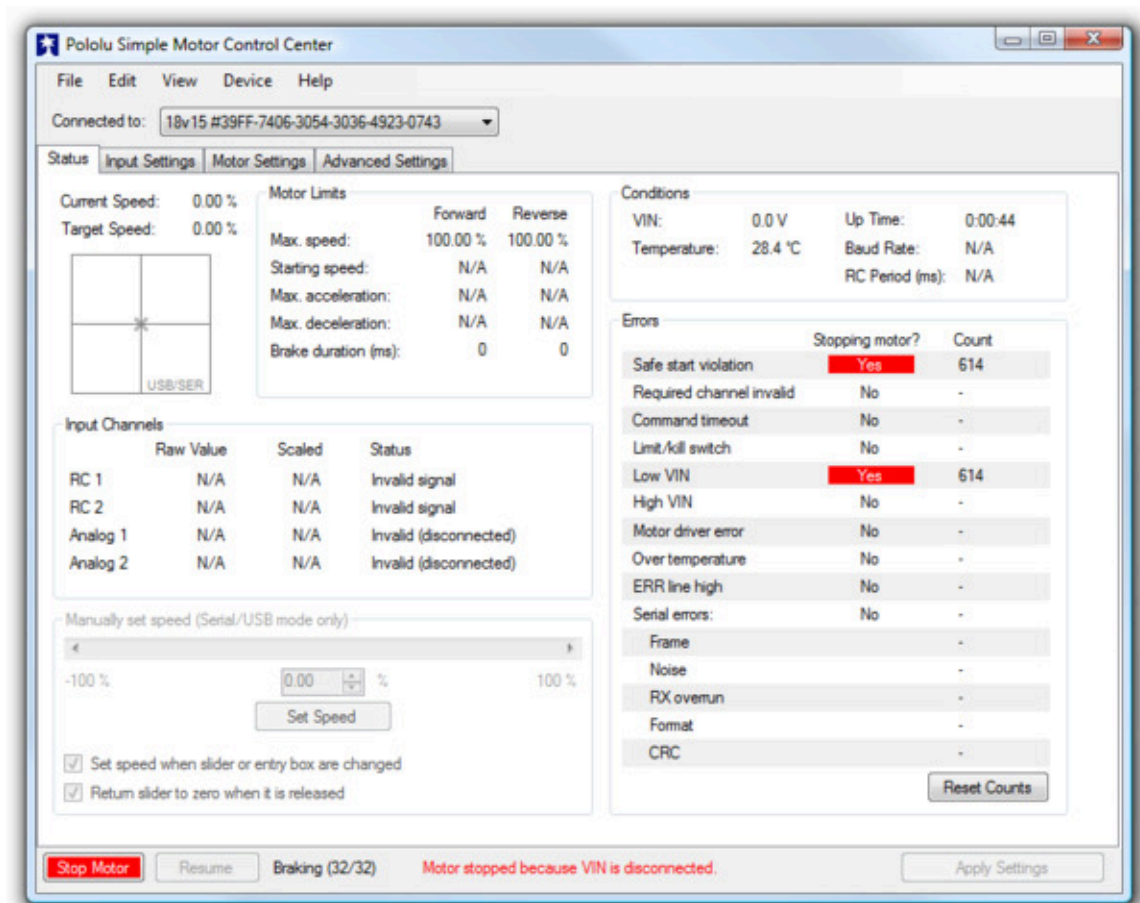 Pololu Simple Motor Control Center
File Edit View Device Help
Connected to: 18v15 #39FF-7406-3054-3036-4923-0743
Status Input Settings Motor Settings Advanced Settings
Current Speed: 0.00 %
Target Speed: 0.00 %
USB/SER
Motor Limits
Forward Reverse
Max. speed: 100.00 % 100.00 %
Starting speed: N/A N/A
Max. acceleration: N/A N/A
Max. deceleration: N/A N/A
Brake duration (ms): 0 0
Input Channels
Raw Value Scaled Status
RC 1 N/A N/A Invalid signal
RC 2 N/A N/A Invalid signal
Analog 1 N/A N/A Invalid (disconnected)
Analog 2 N/A N/A Invalid (disconnected)
Manually set speed (Serial/USB mode only)
-100 % 0.00 % 100 %
Set Speed
Set speed when slider or entry box are changed
Return slider to zero when it is released
Conditions
VIN: 0.0 V Up Time: 0:00:44
Temperature: 28.4 °C Baud Rate: N/A
RC Period (ms): N/A
Errors
Stopping motor? Count
Safe start violation Yes 614
Required channel invalid No -
Command timeout No -
Limit/kill switch No -
Low VIN Yes 614
High VIN No -
Motor driver error No -
Over temperature No -
ERR line high No -
Serial errors: No -
Frame -
Noise -
RX overrun -
Format -
CRC -
Reset Counts
Stop Motor Resume Braking (32/32) Motor stopped because VIN is disconnected. Apply Settings